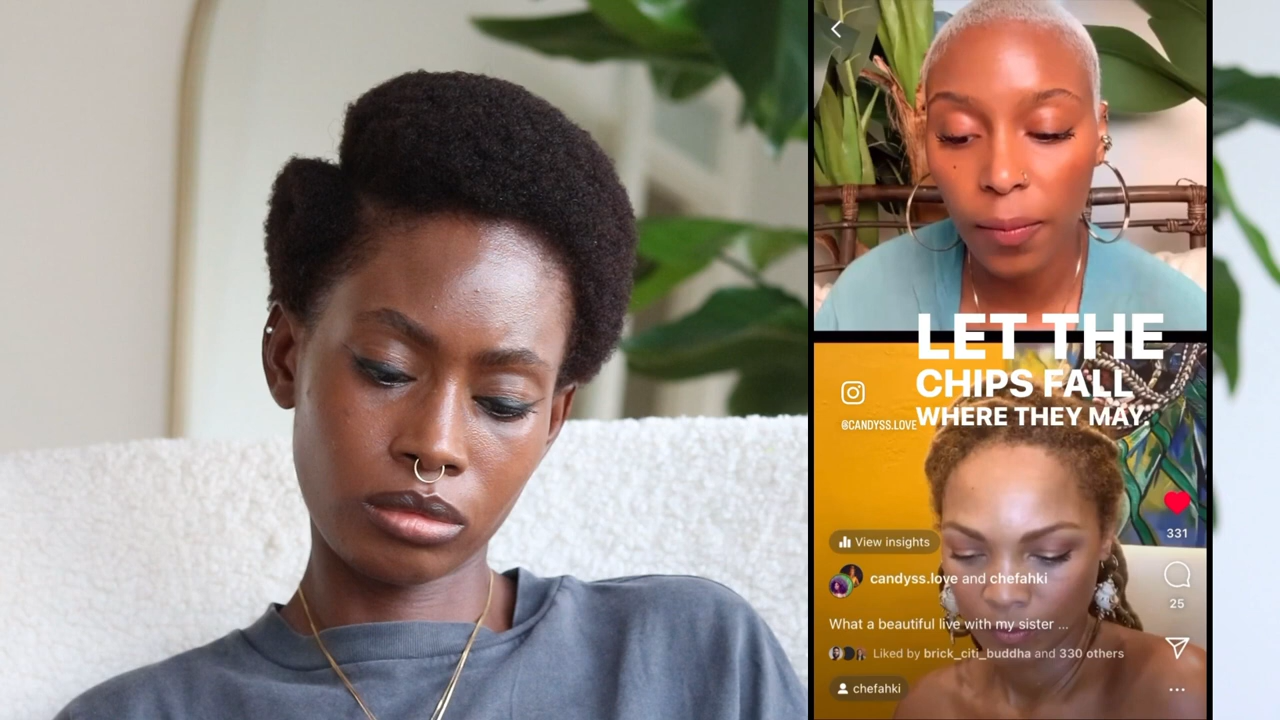 LET THE
CHIPS FALL
WHERE THEY MAY.
@CANDYSS.LOVE
331
View insights
candyss.love and chefahki
25
What a beautiful live with my sister ...
Liked by brick_citi_buddha and 330 others
chefahki